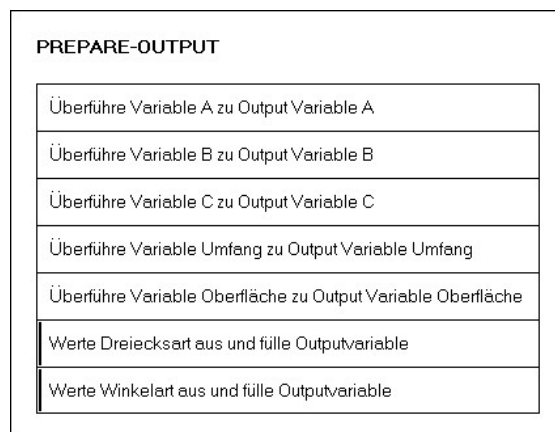 PREPARE-OUTPUT
Überführe Variable A zu Output Variable A
Überführe Variable B zu Output Variable B
Überführe Variable C zu Output Variable C
Überführe Variable Umfang zu Output Variable Umfang
Überführe Variable Oberfläche zu Output Variable Oberfläche
Werte Dreiecksart aus und fülle Outputvariable
Werte Winkelart aus und fülle Outputvariable